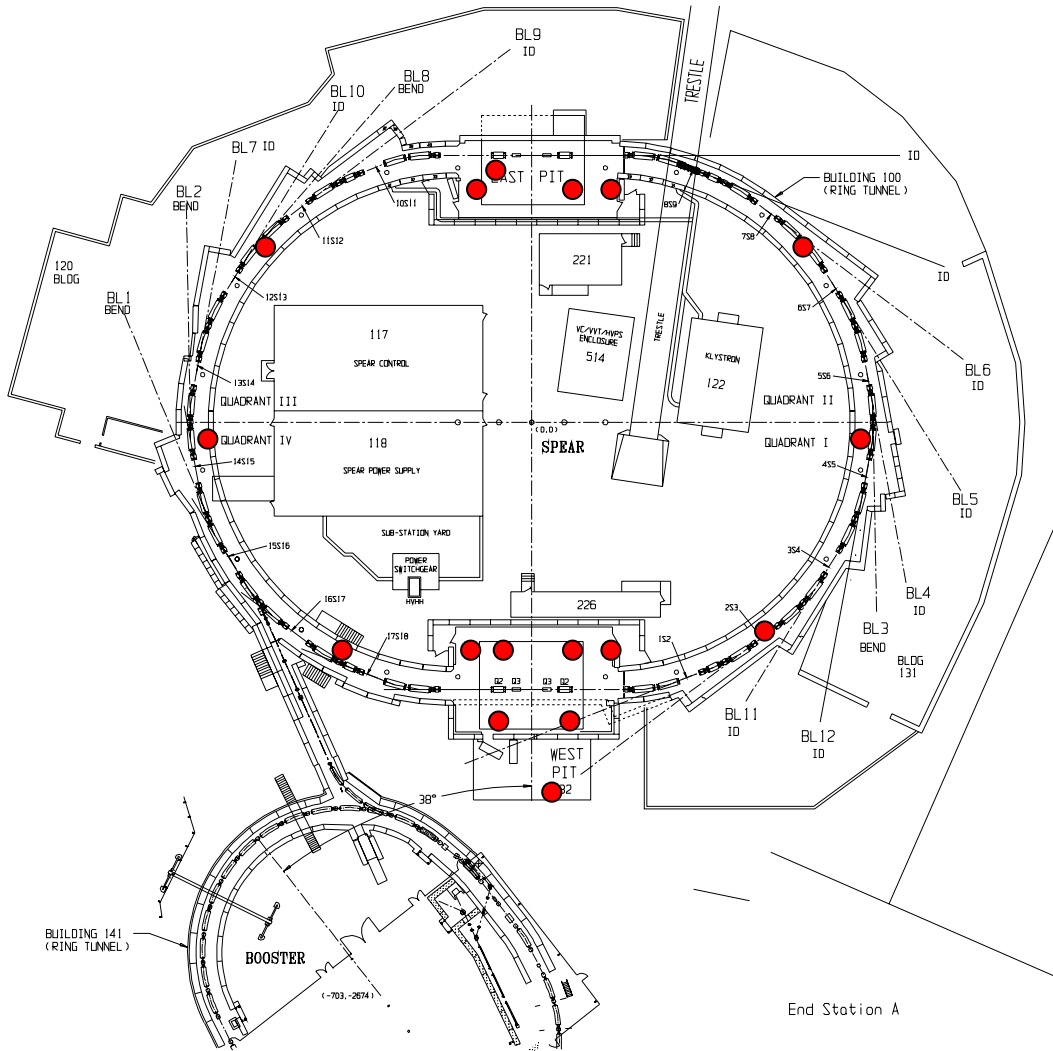 BL9
ID
BL8
BEND
BL10
ID
TRESTLE
BL7 ID
ID
EAST PIT
BUILDING 100
(RING TUNNEL)
BL2
BEND
10S11
8S9
11S12
7S8
221
120
BLDG
ID
BL1
BEND
12S13
6S7
VC/VVT/HVPS
ENCLOSURE
514
TRESTLE
117
SPEAR CONTROL
KLYSTRON
122
BL6
ID
13S14
5S6
QUADRANT III
QUADRANT II
(0,0)
QUADRANT IV
118
SPEAR
QUADRANT I
14S15
SPEAR POWER SUPPLY
4S5
BL5
ID
SUB-STATION YARD
15S16
3S4
POWER
SWITCHGEAR
HVHH
BL4
ID
16S17
226
2S3
BL3
BEND
17S18
1S2
BLDG
131
Q2 Q3 Q3 Q2
BL11
ID
BL12
ID
WEST
PIT
38°
BUILDING 141
(RING TUNNEL)
BOOSTER
(-703,-2674)
End Station A